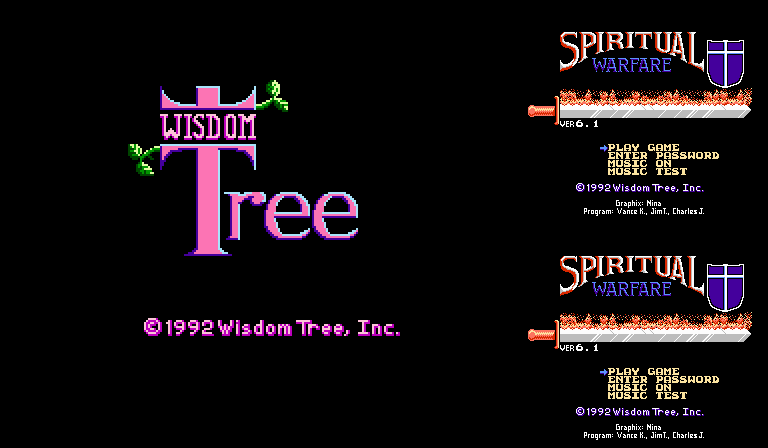 WISDOM
Tree
©1992 Wisdom Tree, Inc.
SPIRITUAL
WARFARE
VER6.1
PLAY GAME
ENTER PASSWORD
MUSIC ON
MUSIC TEST
©1992 Wisdom Tree, Inc.
Graphix: Nina
Program: Vance K., Jim T., Charles J.
SPIRITUAL
WARFARE
VER6.1
PLAY GAME
ENTER PASSWORD
MUSIC ON
MUSIC TEST
©1992 Wisdom Tree, Inc.
Graphix: Nina
Program: Vance K., Jim T., Charles J.